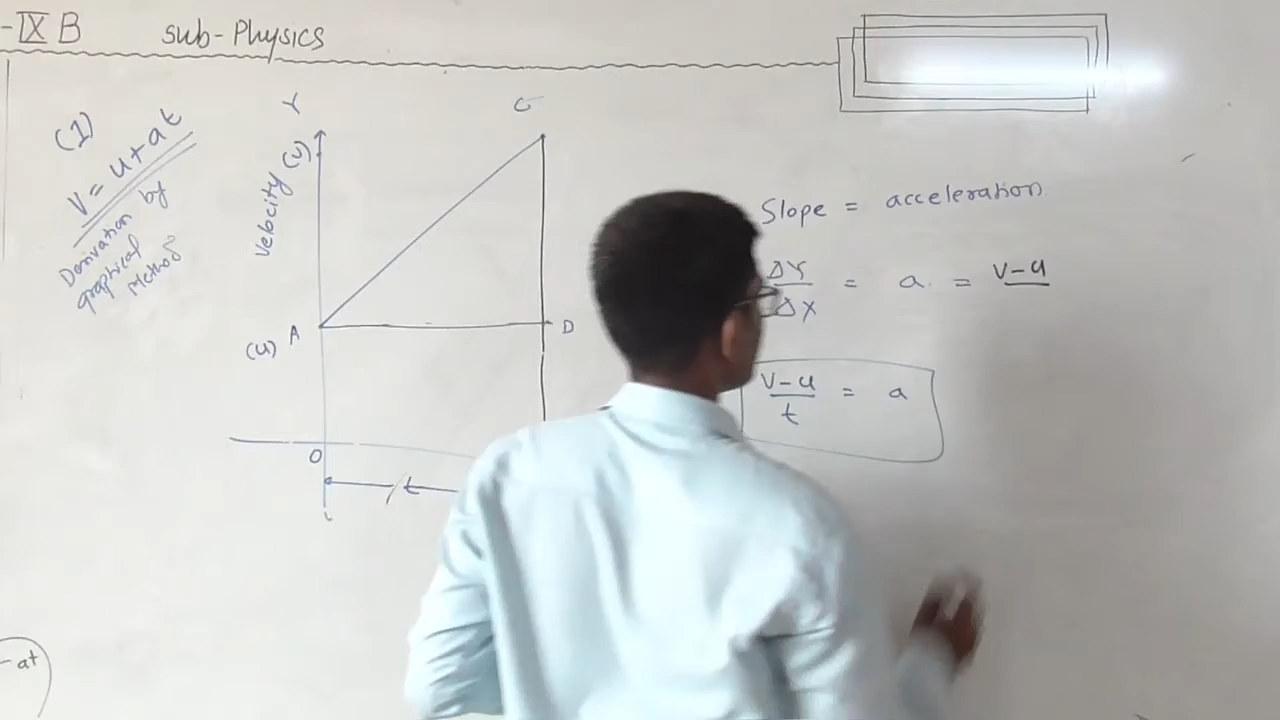 -IX B
Sub-Physics
(1)
V = u + at
Derivation by
graphical
Method
Y
Velocity (v)
C
A
(u)
D
O
t
Slope = acceleration
ΔY/ΔX = a = V-u
V-u/t = a
-at